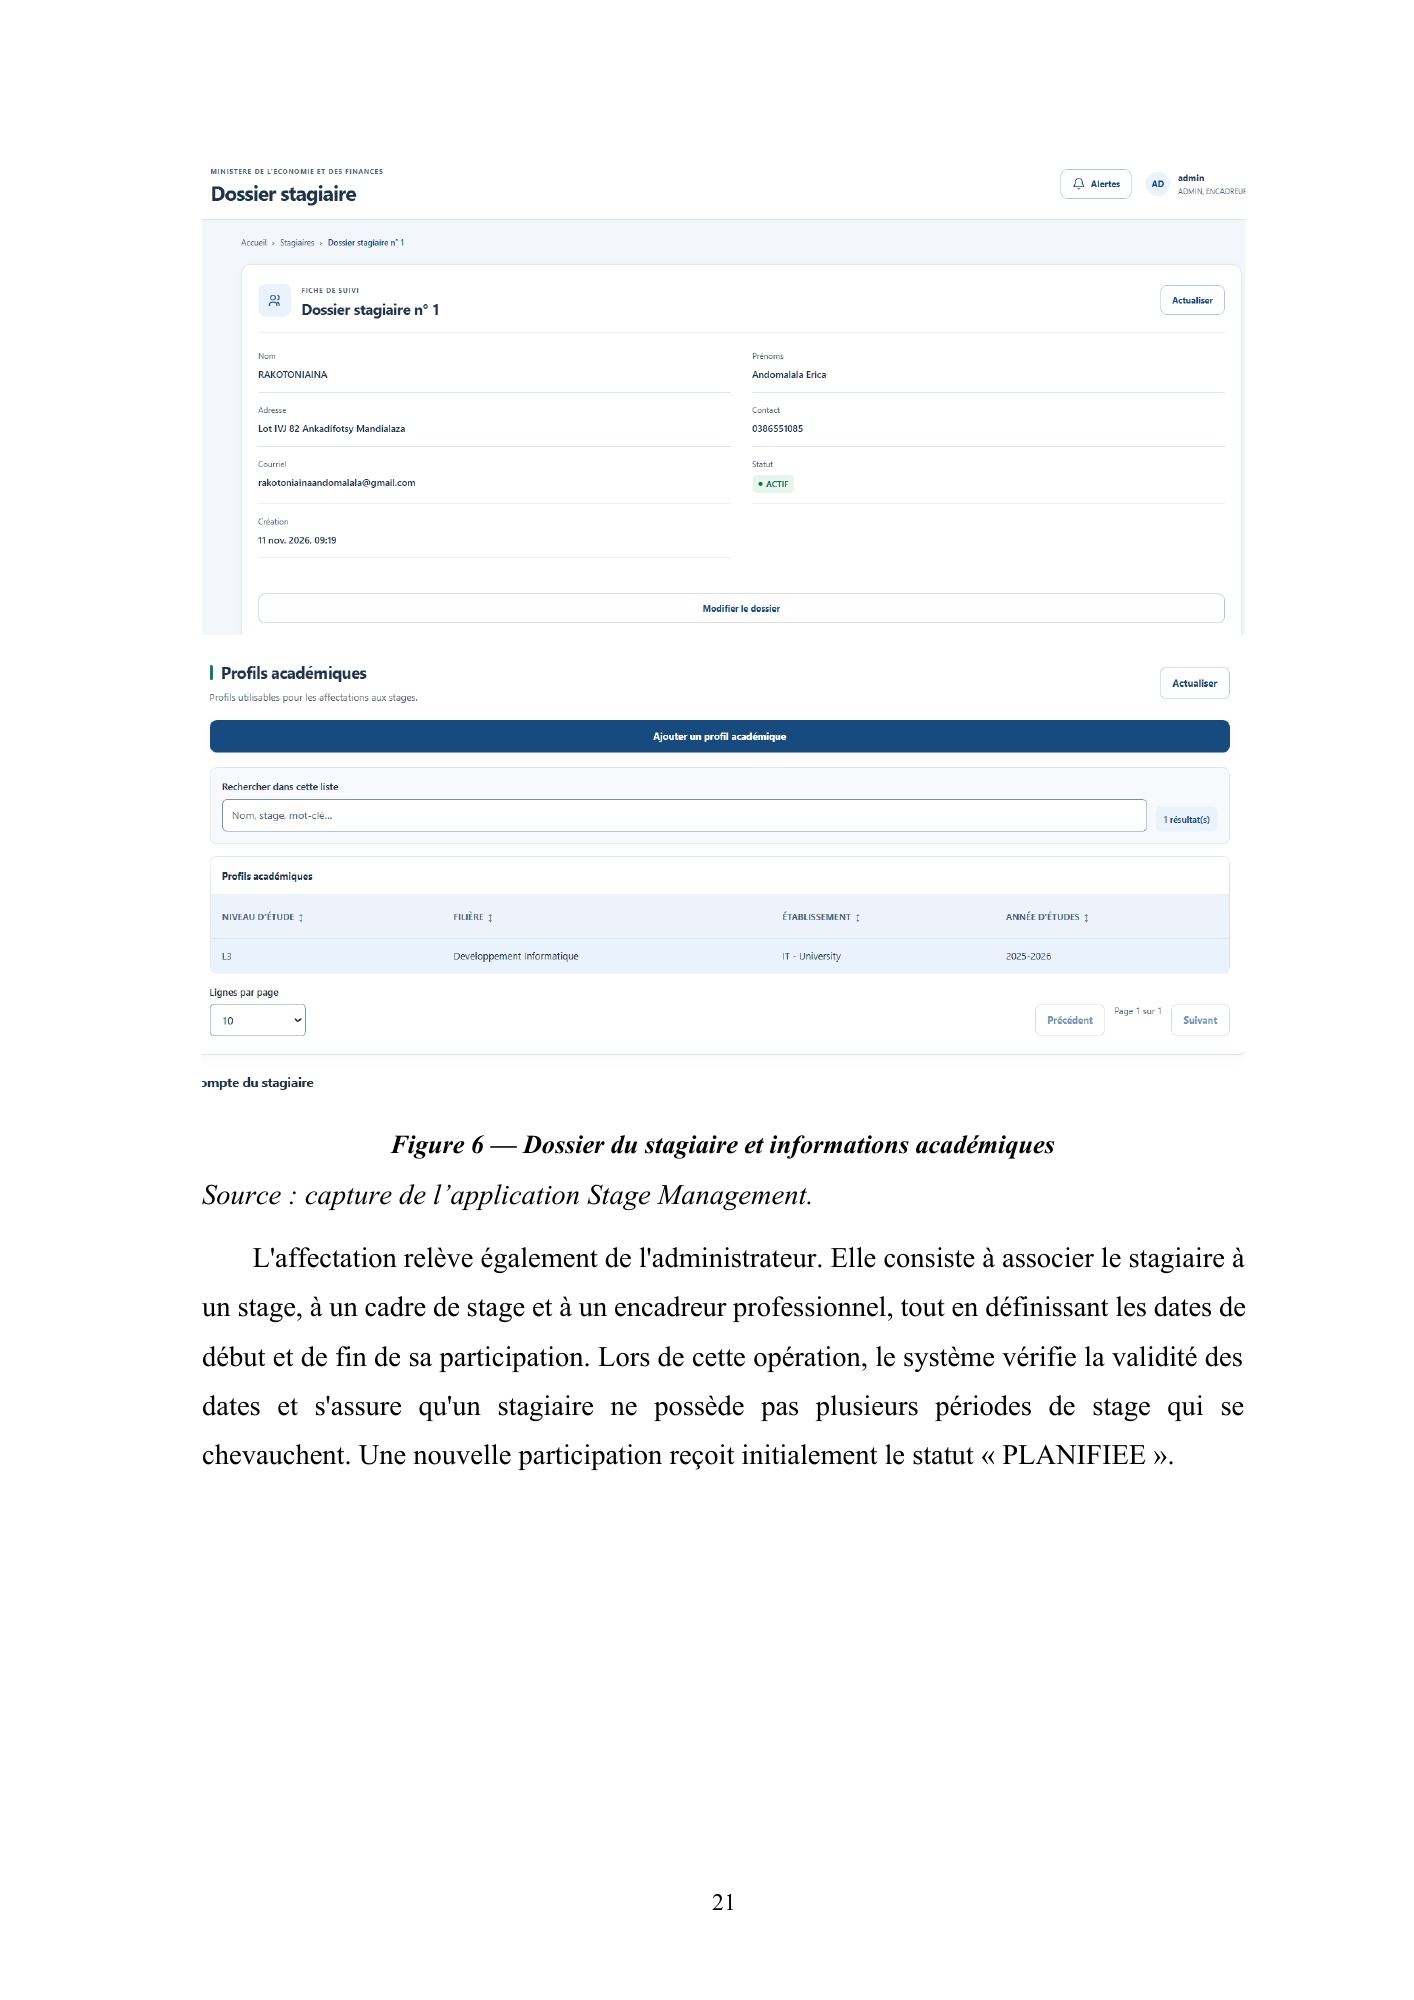 MINISTERE DE L'ECONOMIE ET DES FINANCES
Dossier stagiaire
Alertes
AD
admin
ADMIN, ENCADREUR
Accueil › Stagiaires › Dossier stagiaire n° 1
FICHE DE SUIVI
Dossier stagiaire n° 1
Actualiser
Nom
RAKOTONIAINA
Prénoms
Andomalala Erica
Adresse
Lot IVJ 82 Ankadifotsy Mandialaza
Contact
0386551085
Courriel
rakotoniainaandomalala@gmail.com
Statut
ACTIF
Création
11 nov. 2026, 09:19
Modifier le dossier
Profils académiques
Profils utilisables pour les affectations aux stages.
Actualiser
Ajouter un profil académique
Rechercher dans cette liste
Nom, stage, mot-clé...
1 résultat(s)
Profils académiques
NIVEAU D'ÉTUDE ↕ FILIÈRE ↕ ÉTABLISSEMENT ↕ ANNÉE D'ÉTUDES ↕
L3 Developpement Informatique IT - University 2025-2026
Lignes par page
10
Précédent
Page 1 sur 1
Suivant
ompte du stagiaire
Figure 6 — Dossier du stagiaire et informations académiques
Source : capture de l’application Stage Management.
L'affectation relève également de l'administrateur. Elle consiste à associer le stagiaire à
un stage, à un cadre de stage et à un encadreur professionnel, tout en définissant les dates de
début et de fin de sa participation. Lors de cette opération, le système vérifie la validité des
dates et s'assure qu'un stagiaire ne possède pas plusieurs périodes de stage qui se
chevauchent. Une nouvelle participation reçoit initialement le statut « PLANIFIEE ».
21